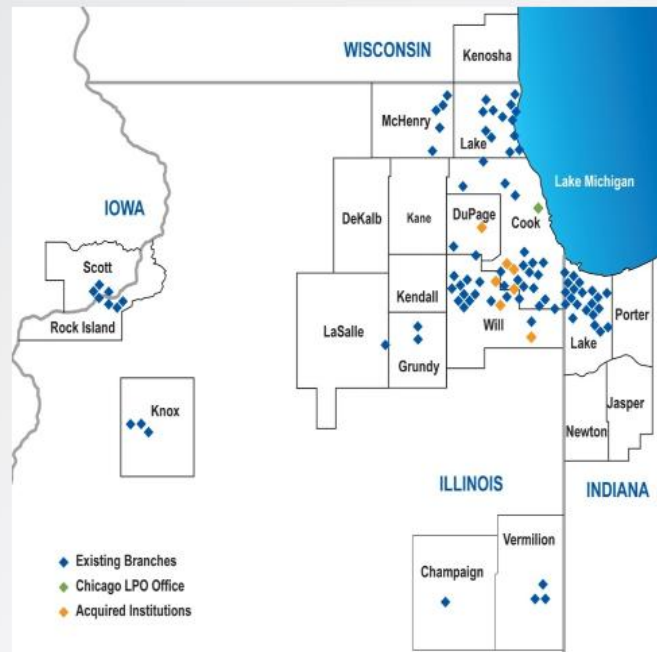 WISCONSIN
Kenosha
McHenry
Lake
Lake Michigan
IOWA
DeKalb
Kane
DuPage
Cook
Scott
Rock Island
Kendall
LaSalle
Will
Lake
Porter
Grundy
Knox
Jasper
Newton
ILLINOIS
INDIANA
Vermilion
Champaign
Existing Branches
Chicago LPO Office
Acquired Institutions